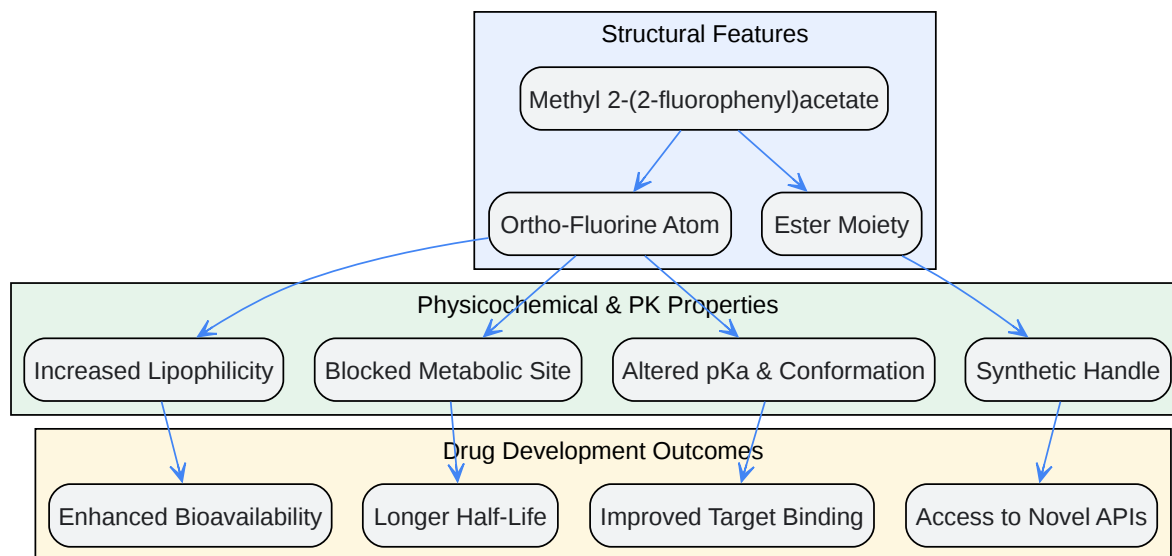 Structural Features
Methyl 2-(2-fluorophenyl)acetate
Ortho-Fluorine Atom
Ester Moiety
Physicochemical & PK Properties
Increased Lipophilicity
Blocked Metabolic Site
Altered pKa & Conformation
Synthetic Handle
Drug Development Outcomes
Enhanced Bioavailability
Longer Half-Life
Improved Target Binding
Access to Novel APIs